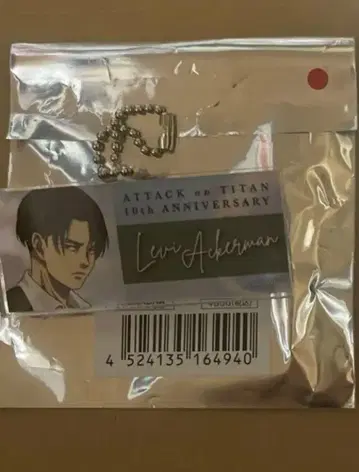 ATTACK on TITAN
10th ANNIVERSARY
Levi Ackerman
4 524135 164940